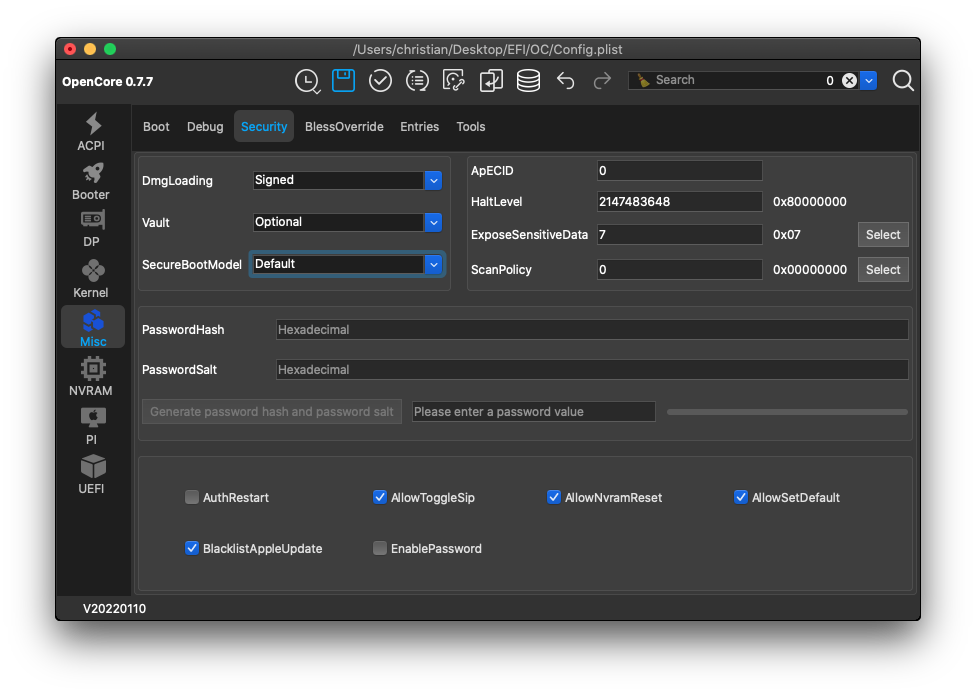 /Users/christian/Desktop/EFI/OC/Config.plist
OpenCore 0.7.7
Search
0
ACPI
Booter
DP
Kernel
Misc
NVRAM
PI
UEFI
Boot
Debug
Security
BlessOverride
Entries
Tools
DmgLoading
Signed
Vault
Optional
SecureBootModel
Default
ApECID
0
HaltLevel
2147483648
0x80000000
ExposeSensitiveData
7
0x07
Select
ScanPolicy
0
0x00000000
Select
PasswordHash
Hexadecimal
PasswordSalt
Hexadecimal
Generate password hash and password salt
Please enter a password value
AuthRestart
AllowToggleSip
AllowNvramReset
AllowSetDefault
BlacklistAppleUpdate
EnablePassword
V20220110